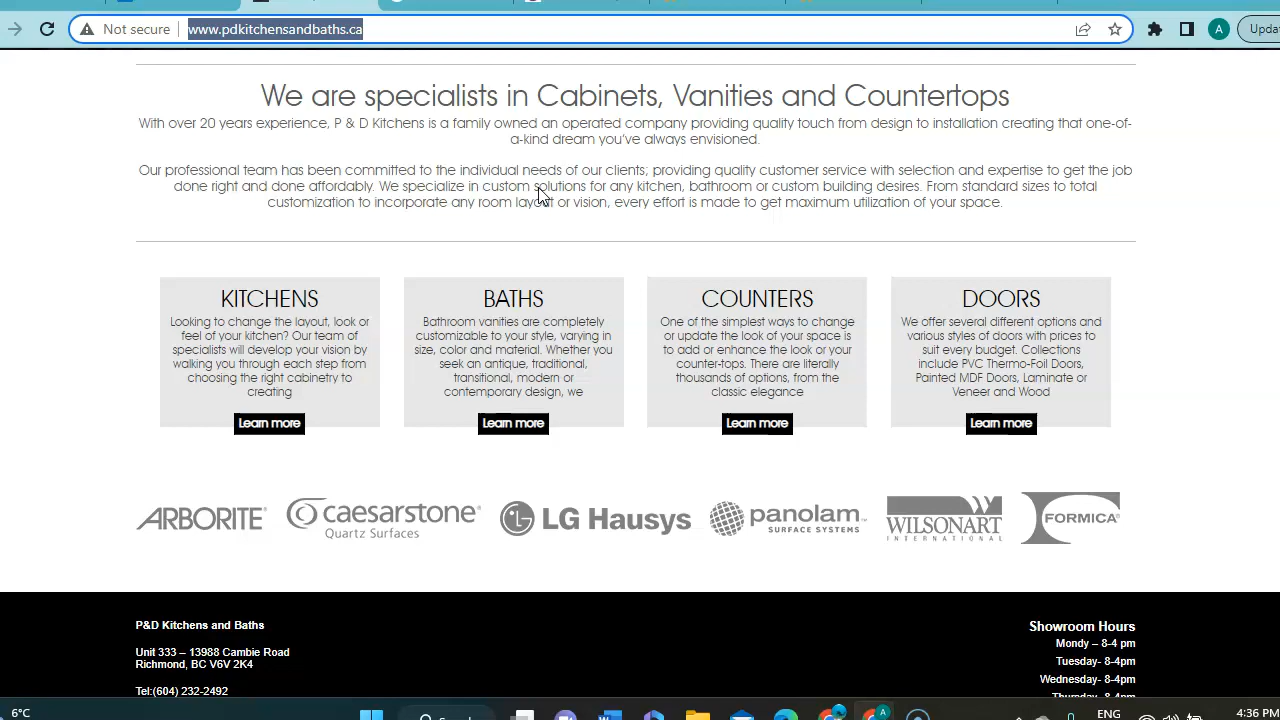 Not secure
www.pdkitchensandbaths.ca
A
Updat
We are specialists in Cabinets, Vanities and Countertops
With over 20 years experience, P & D Kitchens is a family owned an operated company providing quality touch from design to installation creating that one-of-
a-kind dream you've always envisioned.
Our professional team has been committed to the individual needs of our clients; providing quality customer service with selection and expertise to get the job
done right and done affordably. We specialize in custom solutions for any kitchen, bathroom or custom building desires. From standard sizes to total
customization to incorporate any room layout or vision, every effort is made to get maximum utilization of your space.
KITCHENS
Looking to change the layout, look or
feel of your kitchen? Our team of
specialists will develop your vision by
walking you through each step from
choosing the right cabinetry to
creating
Learn more
BATHS
Bathroom vanities are completely
customizable to your style, varying in
size, color and material. Whether you
seek an antique, traditional,
transitional, modern or
contemporary design, we
Learn more
COUNTERS
One of the simplest ways to change
or update the look of your space is
to add or enhance the look or your
counter-tops. There are literally
thousands of options, from the
classic elegance
Learn more
DOORS
We offer several different options and
various styles of doors with prices to
suit every budget. Collections
include PVC Thermo-Foil Doors,
Painted MDF Doors, Laminate or
Veneer and Wood
Learn more
ARBORITE®
caesarstone®
Quartz Surfaces
LG Hausys
panolam™
SURFACE SYSTEMS
WILSONART
INTERNATIONAL
FORMICA®
P&D Kitchens and Baths
Unit 333 – 13988 Cambie Road
Richmond, BC V6V 2K4
Tel:(604) 232-2492
Showroom Hours
Mondy – 8-4 pm
Tuesday- 8-4pm
Wednesday- 8-4pm
Thursday- 8-4pm
6°C
A
ENG
4:36 PM